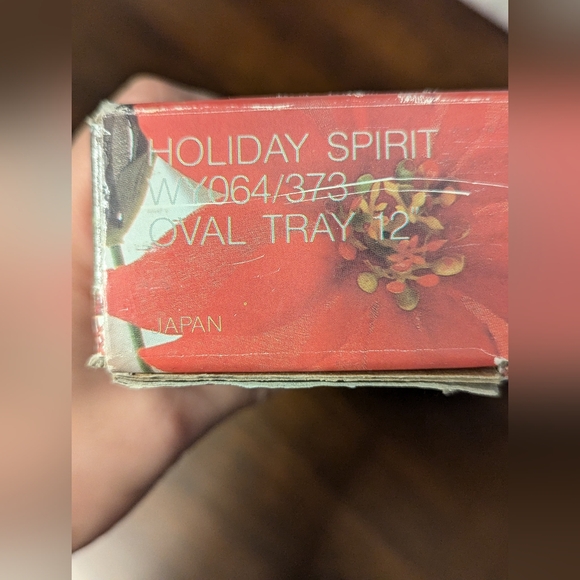 HOLIDAY SPIRIT
WY064/373
OVAL TRAY 12"
JAPAN